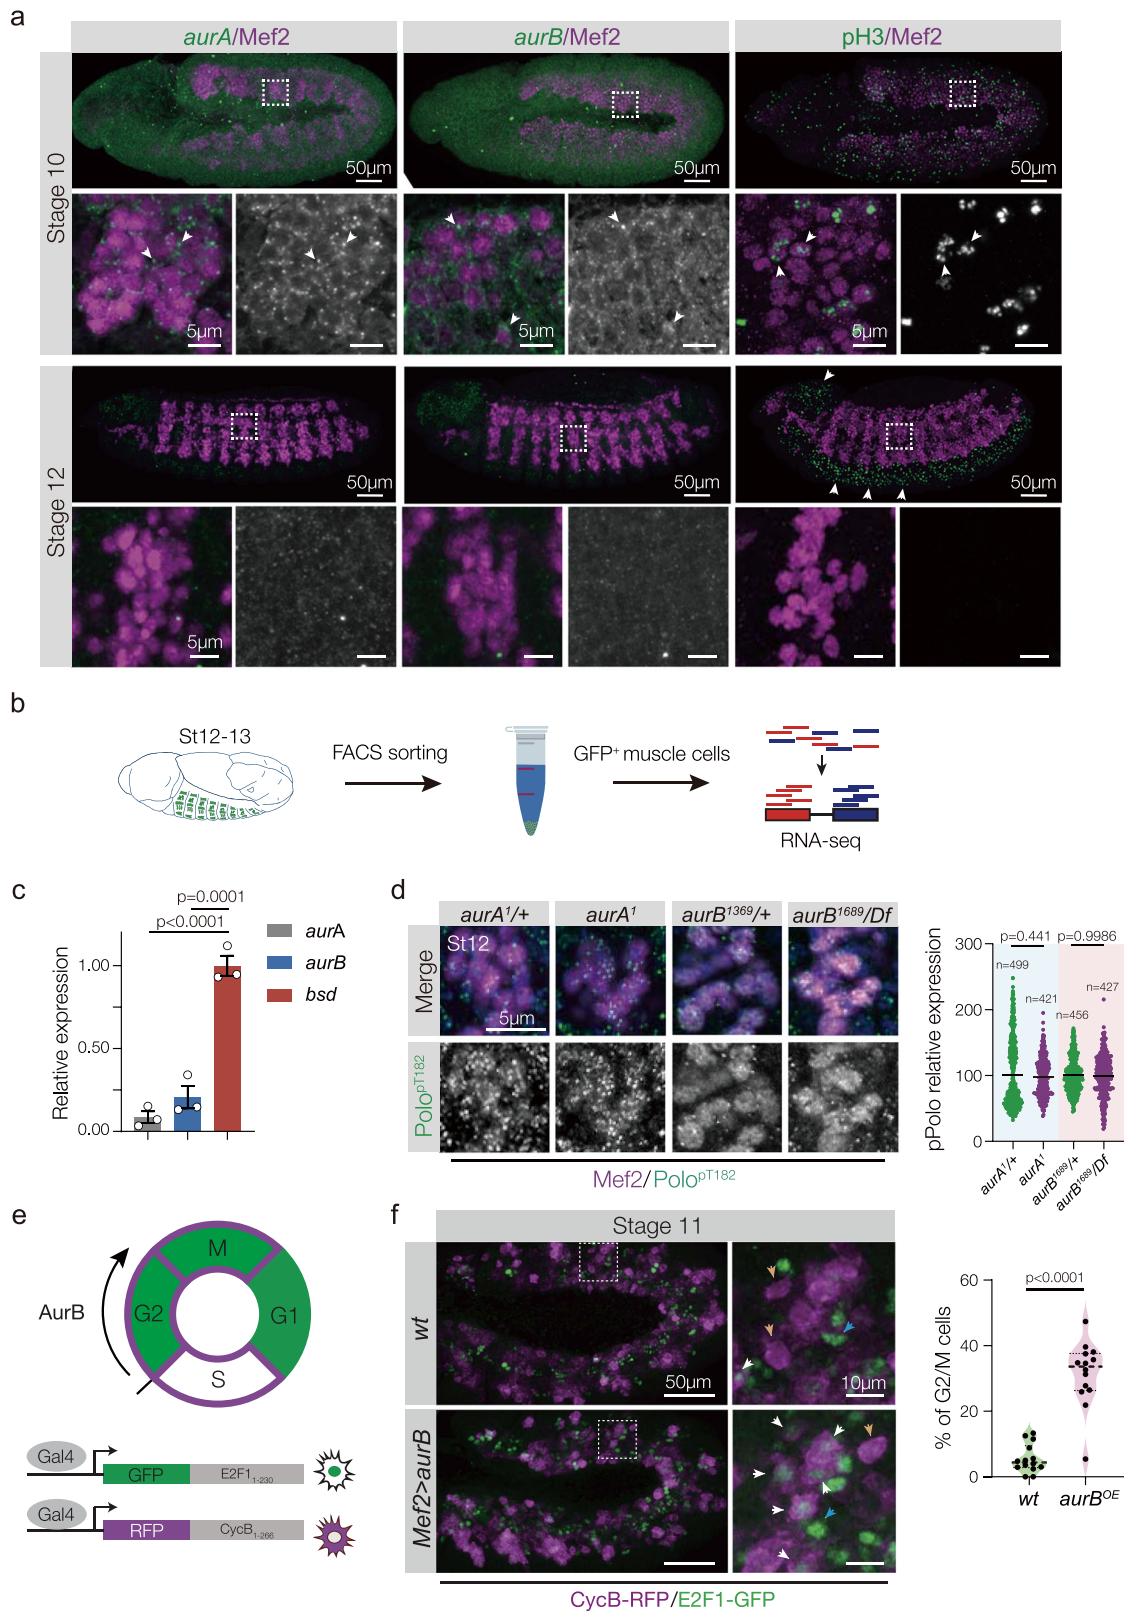 a
aurA/Mef2
aurB/Mef2
pH3/Mef2
Stage 10
50µm
50µm
50µm
5µm
5µm
5µm
Stage 12
50µm
50µm
50µm
5µm
b
St12-13
FACS sorting
GFP+ muscle cells
RNA-seq
c
p=0.0001
p<0.0001
Relative expression
1.00
0.50
0.00
aurA
aurB
bsd
d
aurA1/+
aurA1
aurB1369/+
aurB1689/Df
Merge
St12
5µm
PolopT182
Mef2/PolopT182
pPolo relative expression
300
200
100
0
p=0.441
p=0.9986
n=499
n=421
n=456
n=427
aurA1/+
aurA1
aurB1689/+
aurB1689/Df
e
AurB
M
G2
G1
S
Gal4
GFP
E2F11-230
Gal4
RFP
CycB1-266
f
Stage 11
wt
50µm
10µm
Mef2>aurB
CycB-RFP/E2F1-GFP
% of G2/M cells
60
40
20
0
p<0.0001
wt
aurBOE